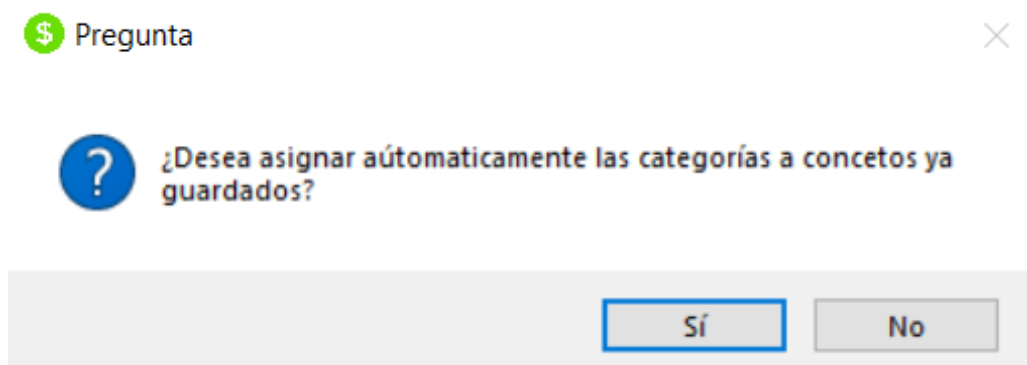 $ Pregunta
¿Desea asignar aútomaticamente las categorías a concetos ya
guardados?
Sí No